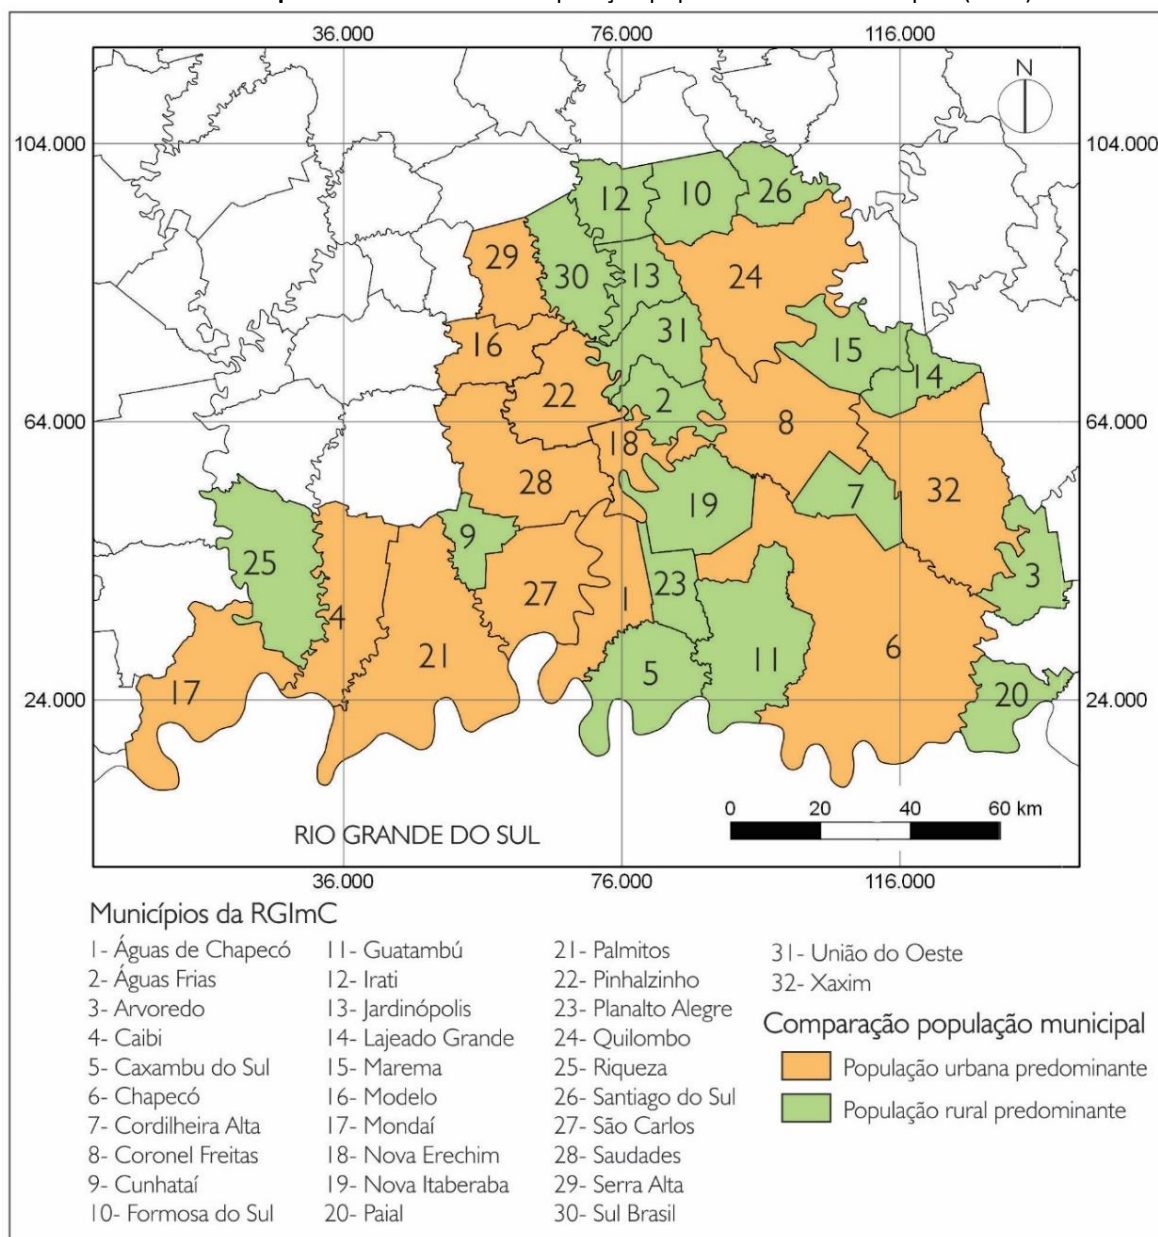 36.000 76.000 116.000
N
104.000 104.000
12 10 26
29 30 13 24
16 31 15
22 2 14
64.000 64.000
18 8
28 19 7 32
9
25 3
27 23
4 1
21 11 6
5
17 20
24.000 24.000
0 20 40 60 km
RIO GRANDE DO SUL
36.000 76.000 116.000
Municípios da RGImC
1- Águas de Chapecó
2- Águas Frias
3- Arvoredo
4- Caibi
5- Caxambu do Sul
6- Chapecó
7- Cordilheira Alta
8- Coronel Freitas
9- Cunhataí
10- Formosa do Sul
11- Guatambú
12- Irati
13- Jardinópolis
14- Lajeado Grande
15- Marema
16- Modelo
17- Mondaí
18- Nova Erechim
19- Nova Itaberaba
20- Paial
21- Palmitos
22- Pinhalzinho
23- Planalto Alegre
24- Quilombo
25- Riqueza
26- Santiago do Sul
27- São Carlos
28- Saudades
29- Serra Alta
30- Sul Brasil
31- União do Oeste
32- Xaxim
Comparação população municipal
População urbana predominante
População rural predominante